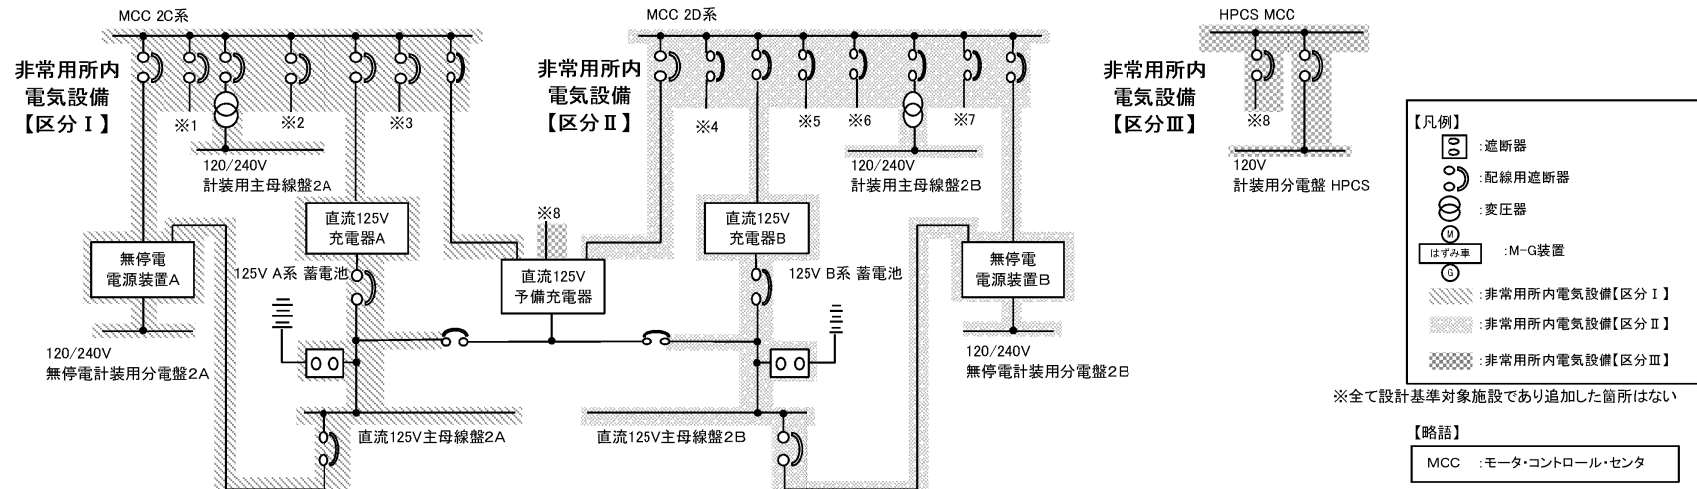 MCC 2C系
MCC 2D系
HPCS MCC
非常用所内
電気設備
【区分Ⅰ】
※1
※2
※3
120/240V
計装用主母線盤2A
直流125V
充電器A
無停電
電源装置A
125V A系 蓄電池
120/240V
無停電計装用分電盤2A
直流125V主母線盤2A
※8
直流125V
予備充電器
非常用所内
電気設備
【区分Ⅱ】
※4
※5
※6
※7
120/240V
計装用主母線盤2B
直流125V
充電器B
125V B系 蓄電池
無停電
電源装置B
120/240V
無停電計装用分電盤2B
直流125V主母線盤2B
非常用所内
電気設備
【区分Ⅲ】
※8
120V
計装用分電盤 HPCS
【凡例】
:遮断器
:配線用遮断器
:変圧器
M
はずみ車
G
:M-G装置
:非常用所内電気設備【区分Ⅰ】
:非常用所内電気設備【区分Ⅱ】
:非常用所内電気設備【区分Ⅲ】
※全て設計基準対象施設であり追加した箇所はない
【略語】
MCC :モータ・コントロール・センタ